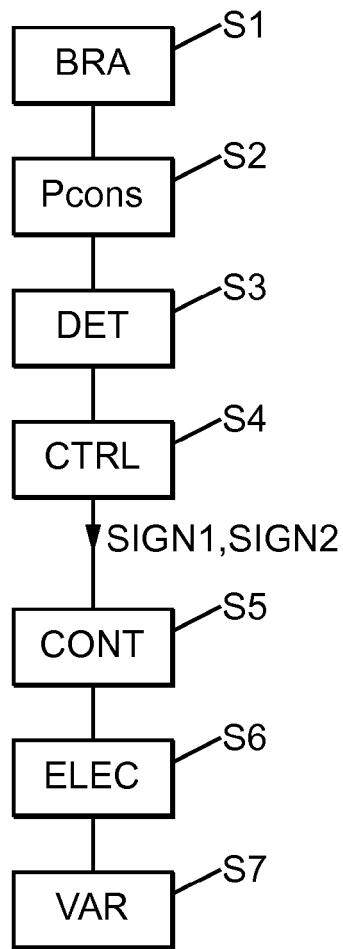 S1
BRA
S2
Pcons
S3
DET
S4
CTRL
SIGN1,SIGN2
S5
CONT
S6
ELEC
S7
VAR